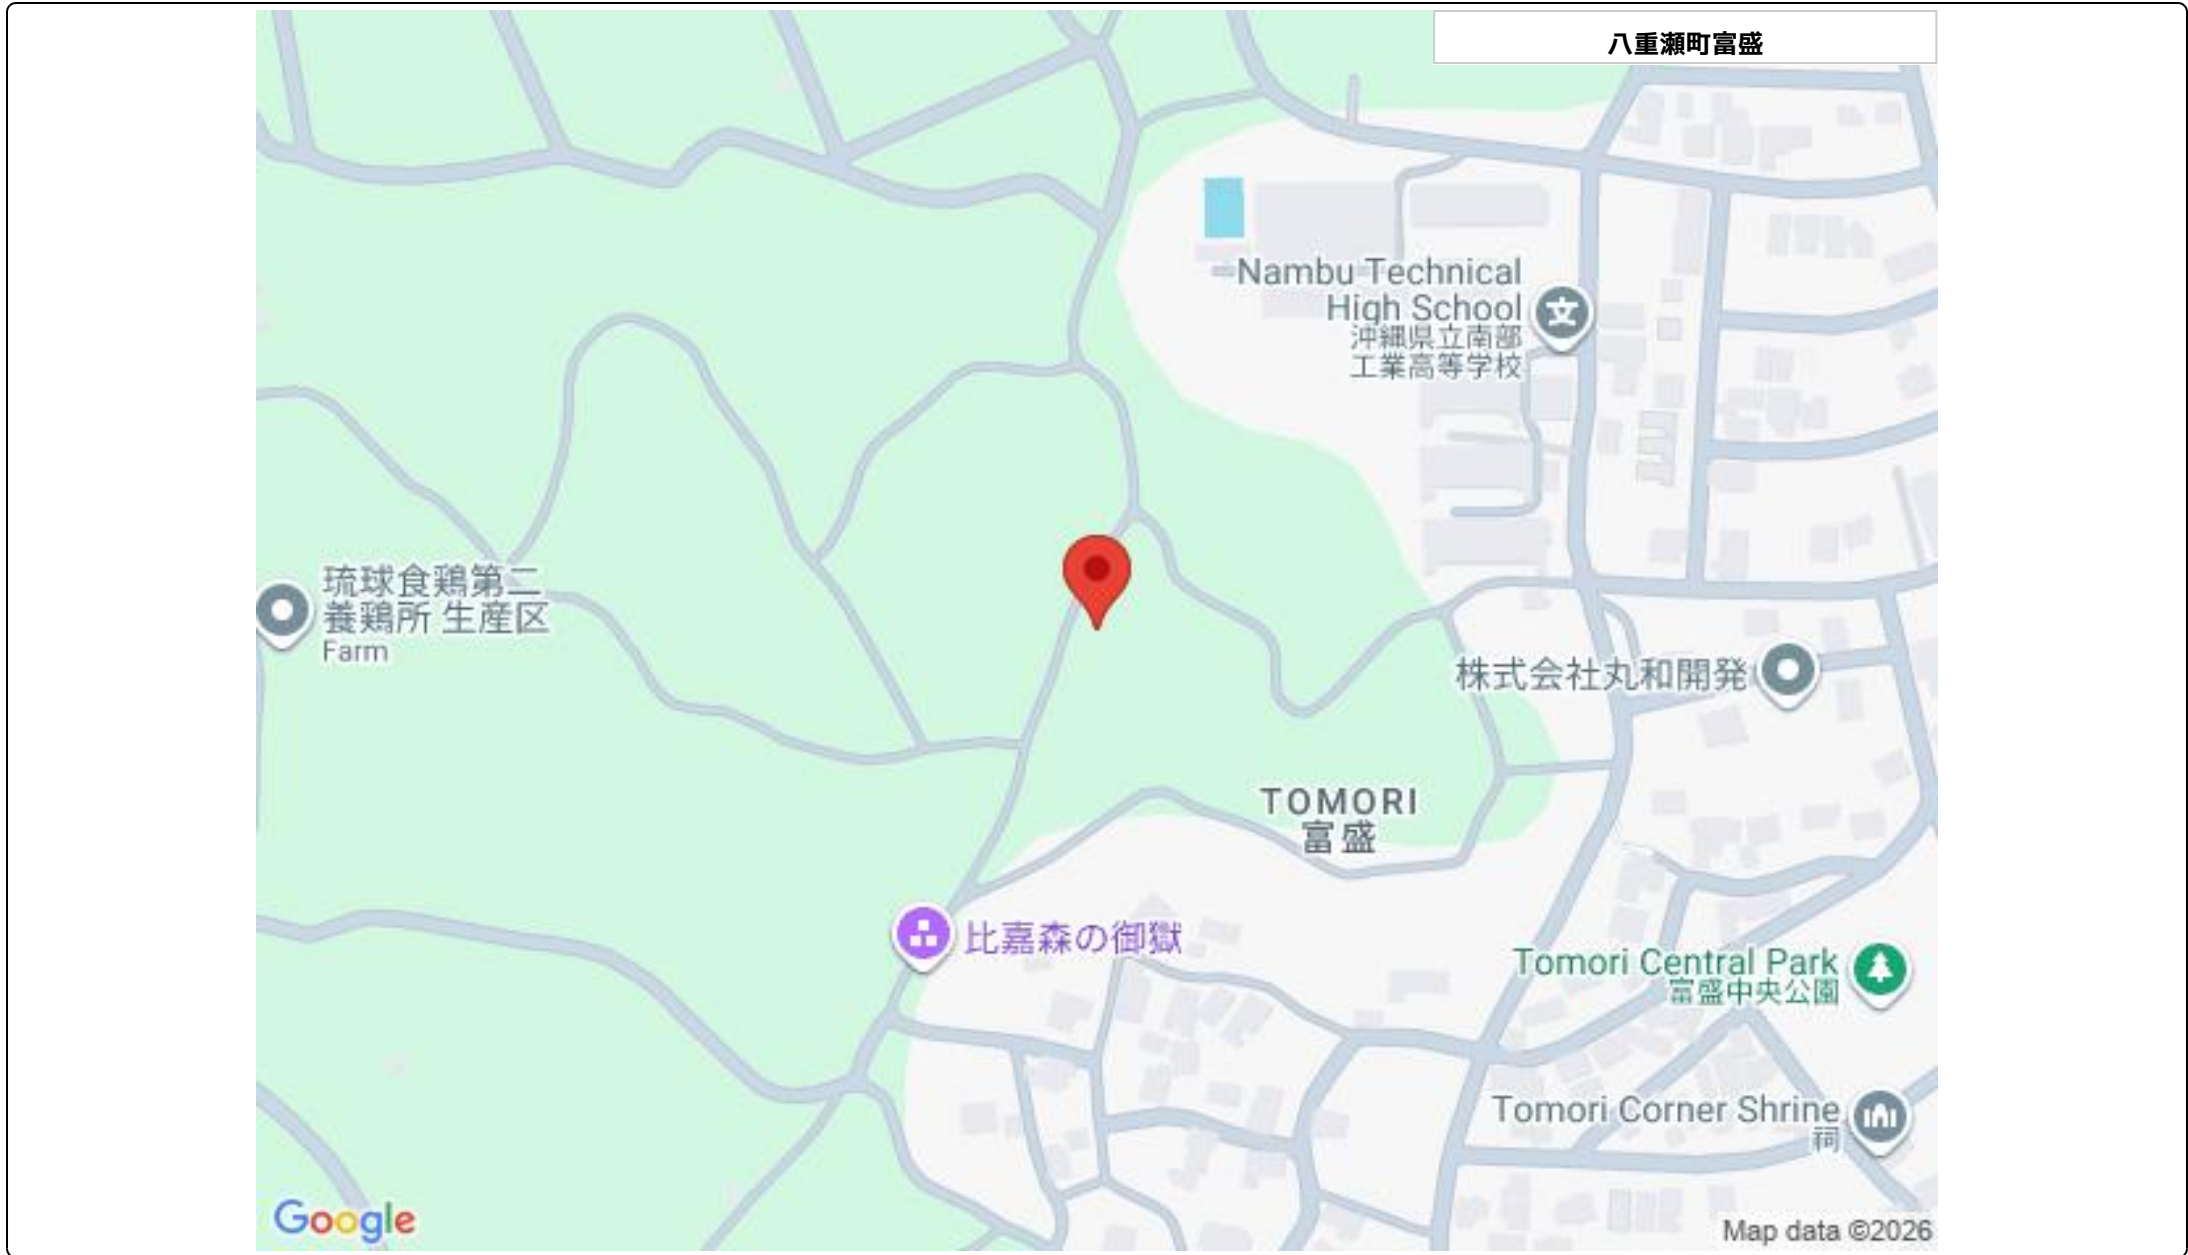 八重瀬町富盛
Nambu Technical
High School
沖縄県立南部
工業高等学校
琉球食鶏第二
養鶏所 生産区
Farm
株式会社丸和開発
TOMORI
富盛
比嘉森の御獄
Tomori Central Park
富盛中央公園
Tomori Corner Shrine
祠
Google
Map data ©2026